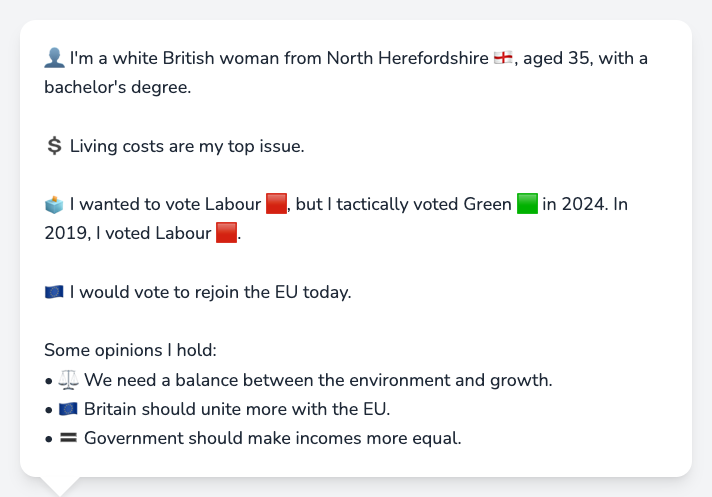 👤 I'm a white British woman from North Herefordshire 🏴󠁧󠁢󠁥󠁮󠁧󠁿, aged 35, with a
bachelor's degree.
💲 Living costs are my top issue.
🗳️ I wanted to vote Labour 🟥, but I tactically voted Green 🟩 in 2024. In
2019, I voted Labour 🟥.
🇪🇺 I would vote to rejoin the EU today.
Some opinions I hold:
• ⚖️ We need a balance between the environment and growth.
• 🇪🇺 Britain should unite more with the EU.
• 🟰 Government should make incomes more equal.